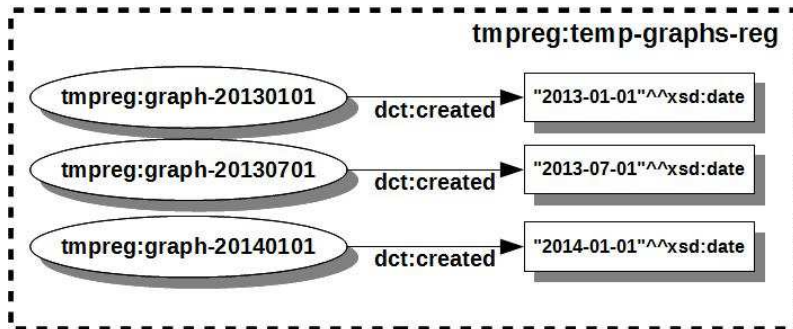 tmpreg:temp-graphs-reg
tmpreg:graph-20130101
dct:created
"2013-01-01"^^xsd:date
tmpreg:graph-20130701
dct:created
"2013-07-01"^^xsd:date
tmpreg:graph-20140101
dct:created
"2014-01-01"^^xsd:date